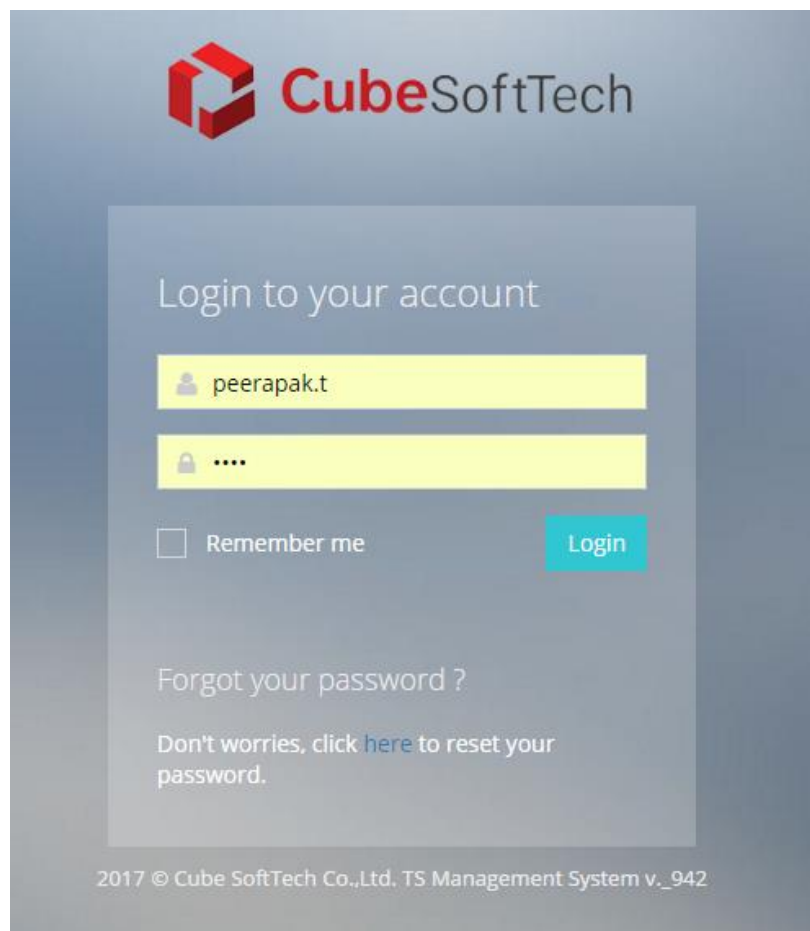 CubeSoftTech
Login to your account
peerapak.t
••••
Remember me
Login
Forgot your password ?
Don't worries, click here to reset your
password.
2017 © Cube SoftTech Co.,Ltd. TS Management System v._942